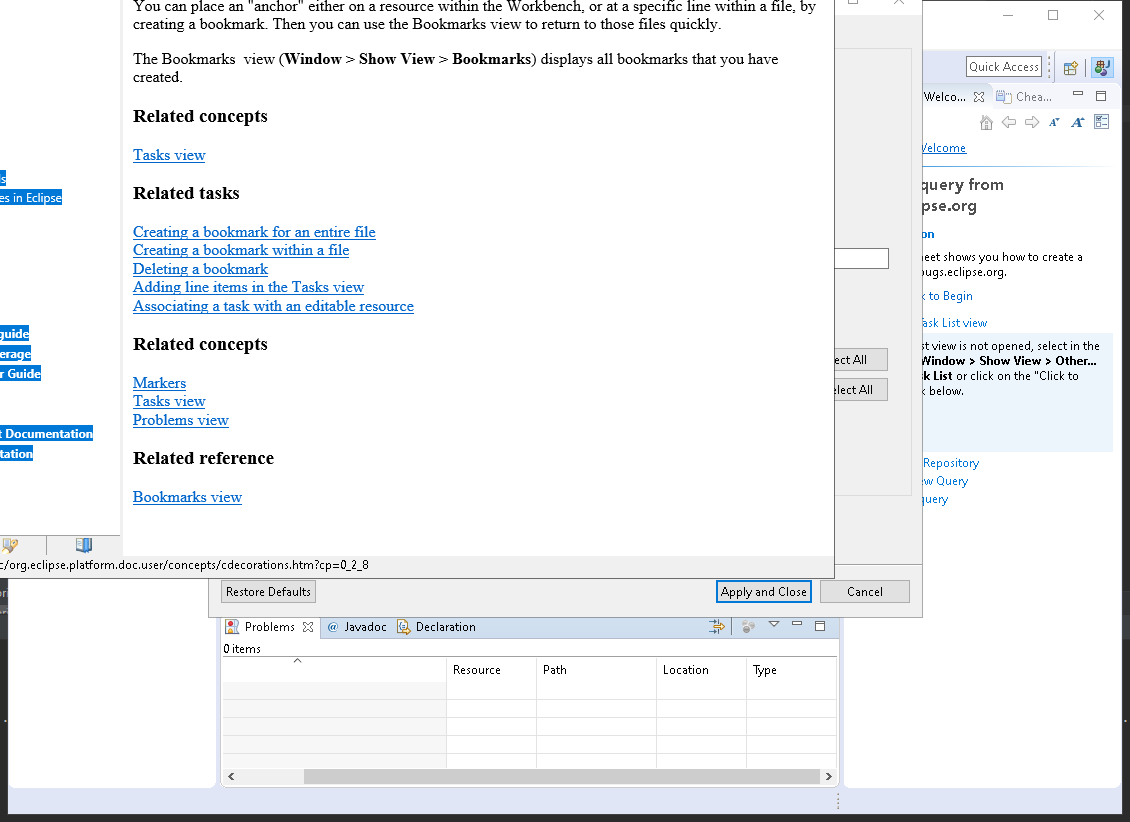 You can place an "anchor" either on a resource within the Workbench, or at a specific line within a file, by
creating a bookmark. Then you can use the Bookmarks view to return to those files quickly.
The Bookmarks view (Window > Show View > Bookmarks) displays all bookmarks that you have
created.
Related concepts
Tasks view
Related tasks
Creating a bookmark for an entire file
Creating a bookmark within a file
Deleting a bookmark
Adding line items in the Tasks view
Associating a task with an editable resource
Related concepts
Markers
Tasks view
Problems view
Related reference
Bookmarks view
es in Eclipse
guide
erage
r Guide
t Documentation
tation
c/org.eclipse.platform.doc.user/concepts/cdecorations.htm?cp=0_2_8
ect All
elect All
Restore Defaults
Apply and Close
Cancel
Quick Access
Welco...
Chea...
Welcome
query from
pse.org
on
eet shows you how to create a
ugs.eclipse.org.
k to Begin
Task List view
st view is not opened, select in the
Window > Show View > Other...
k List or click on the "Click to
k below.
Repository
ew Query
query
Problems
@ Javadoc
Declaration
0 items
Resource
Path
Location
Type